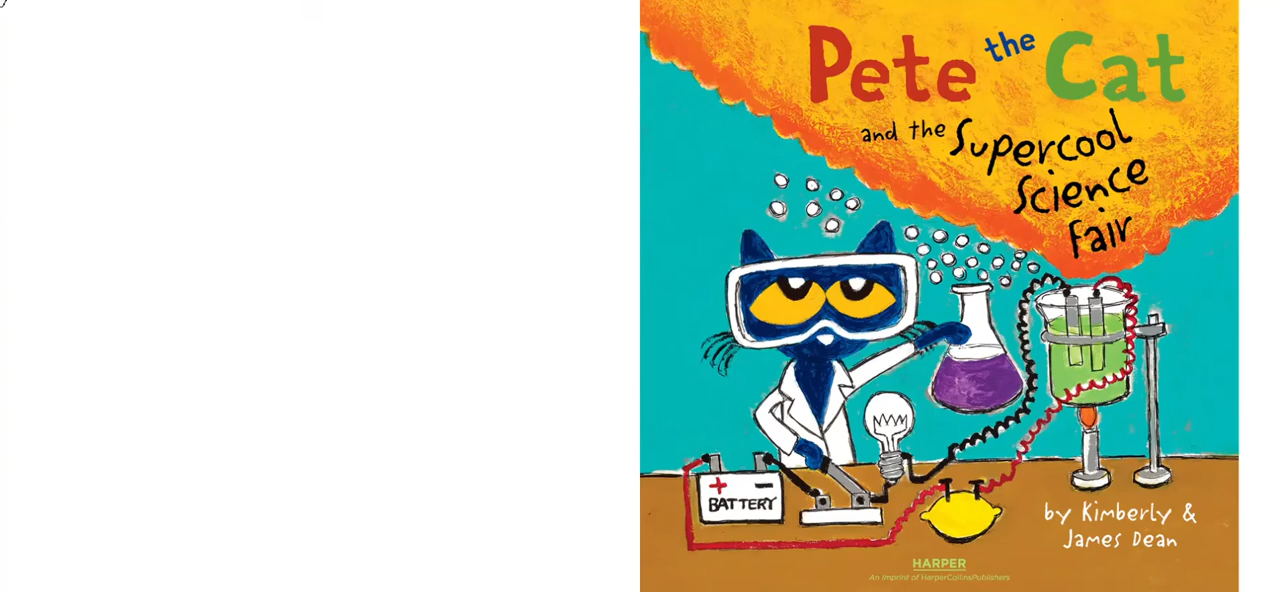 Pete the Cat
and the Supercool
Science
Fair
+ −
BATTERY
by Kimberly &
James Dean
HARPER
An Imprint of HarperCollinsPublishers